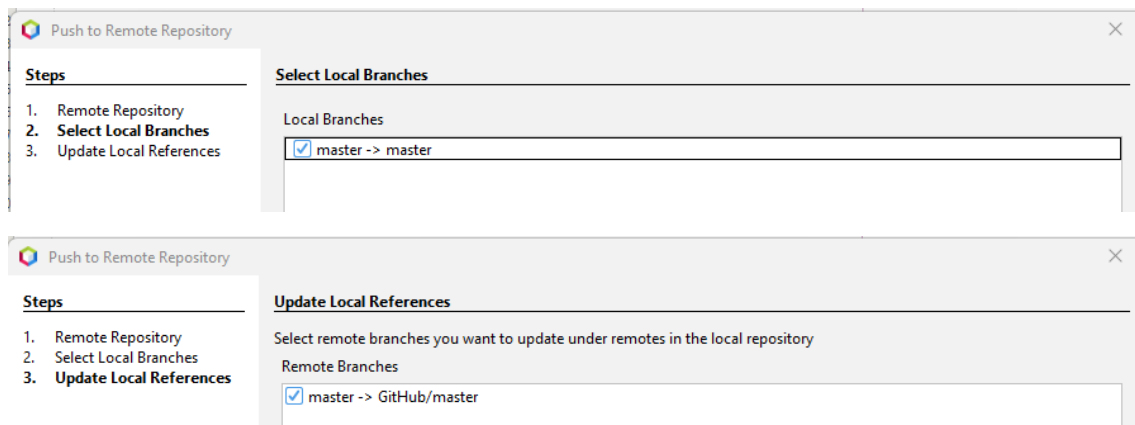 Push to Remote Repository
Steps
1. Remote Repository
2. Select Local Branches
3. Update Local References
Select Local Branches
Local Branches
master -> master
Push to Remote Repository
Steps
1. Remote Repository
2. Select Local Branches
3. Update Local References
Update Local References
Select remote branches you want to update under remotes in the local repository
Remote Branches
master -> GitHub/master